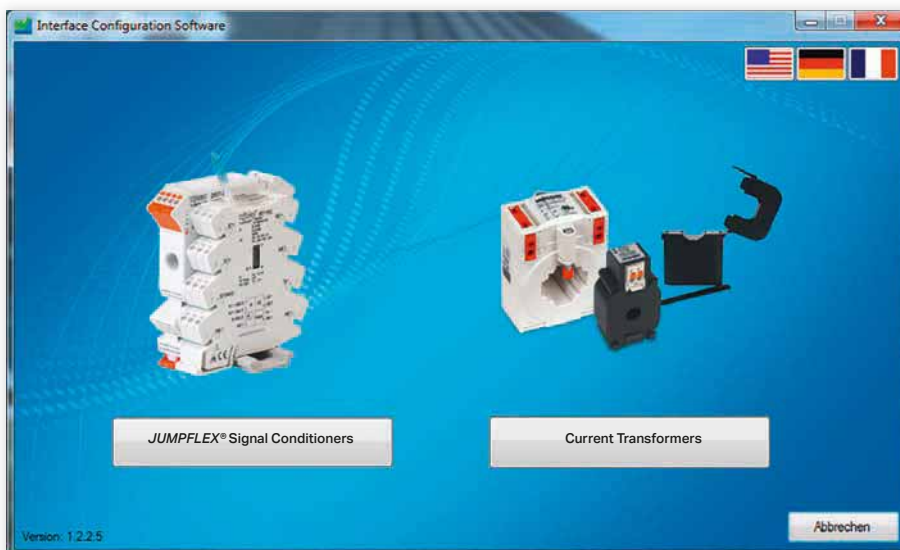 Interface Configuration Software
JUMPFLEX® Signal Conditioners
Current Transformers
Version: 1.2.2.5
Abbrechen